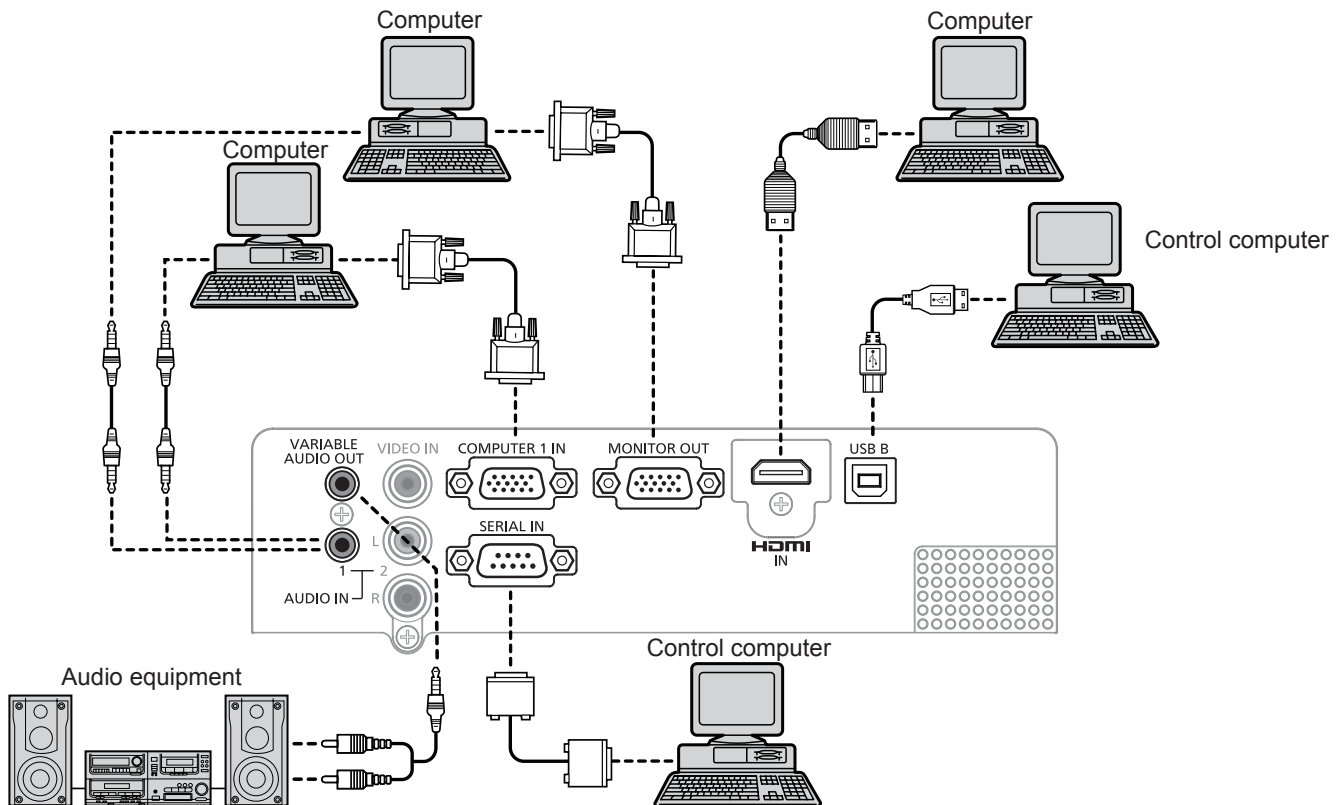 Computer
Computer
Computer
Control computer
VARIABLE
AUDIO OUT
VIDEO IN
COMPUTER 1 IN
MONITOR OUT
USB B
L
SERIAL IN
HDMI
IN
1
2
AUDIO IN
R
Control computer
Audio equipment